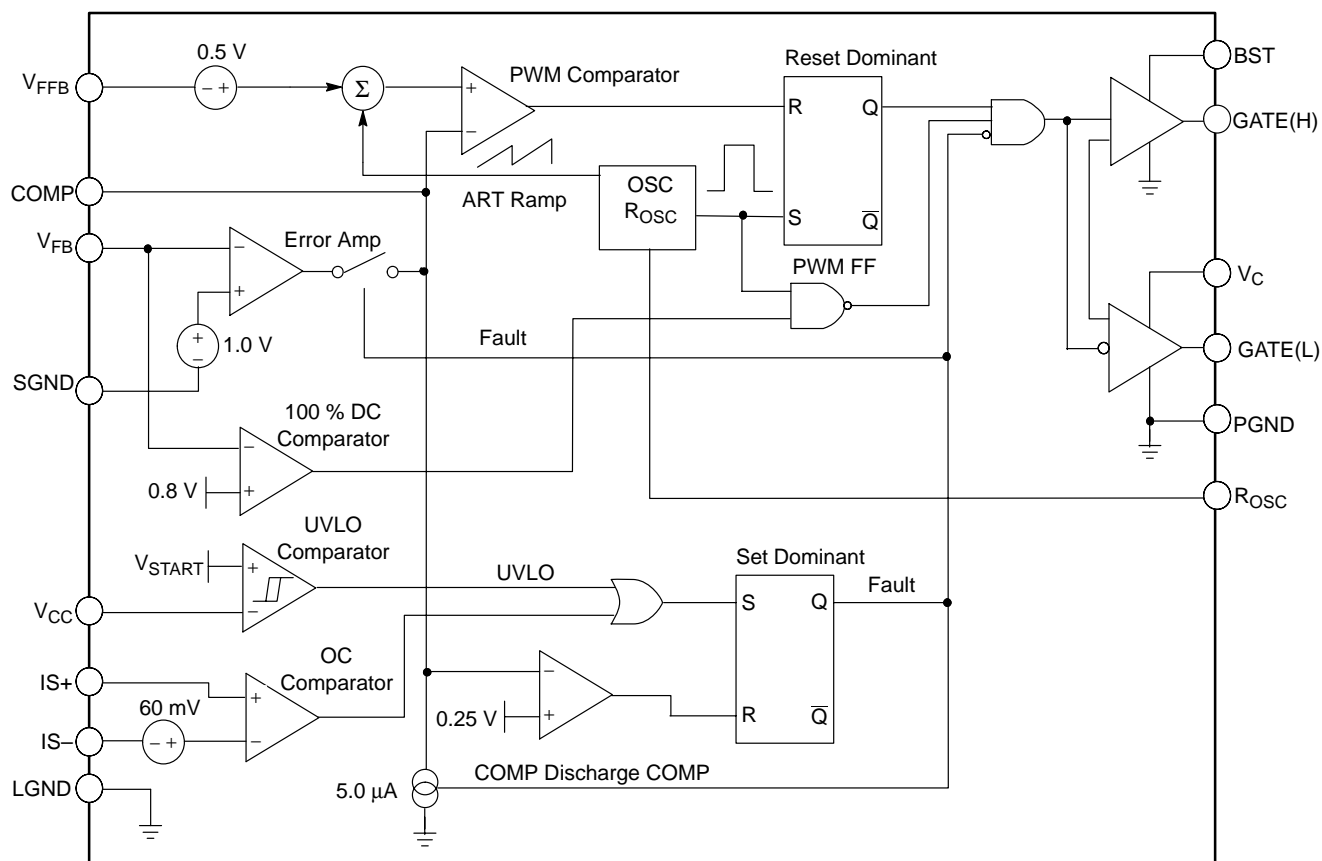 0.5 V
Reset Dominant
BST
VFFB
− +
Σ
+
PWM Comparator
R
Q
GATE(H)
−
COMP
ART Ramp
OSC
ROSC
S
Q̅
VFB
−
Error Amp
PWM FF
VC
+
+
−
1.0 V
Fault
GATE(L)
SGND
100 % DC
Comparator
PGND
−
0.8 V
+
ROSC
UVLO
Comparator
Set Dominant
VSTART
+
UVLO
Fault
VCC
−
S
Q
IS+
OC
Comparator
+
−
60 mV
0.25 V
+
R
Q̅
IS−
− +
−
LGND
5.0 μA
COMP Discharge COMP